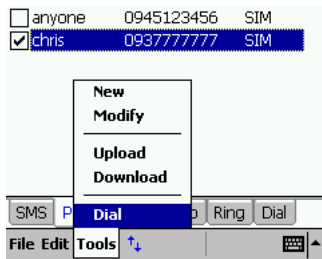 anyone 0945123456 SIM
chris 0937777777 SIM
New
Modify
Upload
Download
Dial
SMS P Ring Dial
File Edit Tools